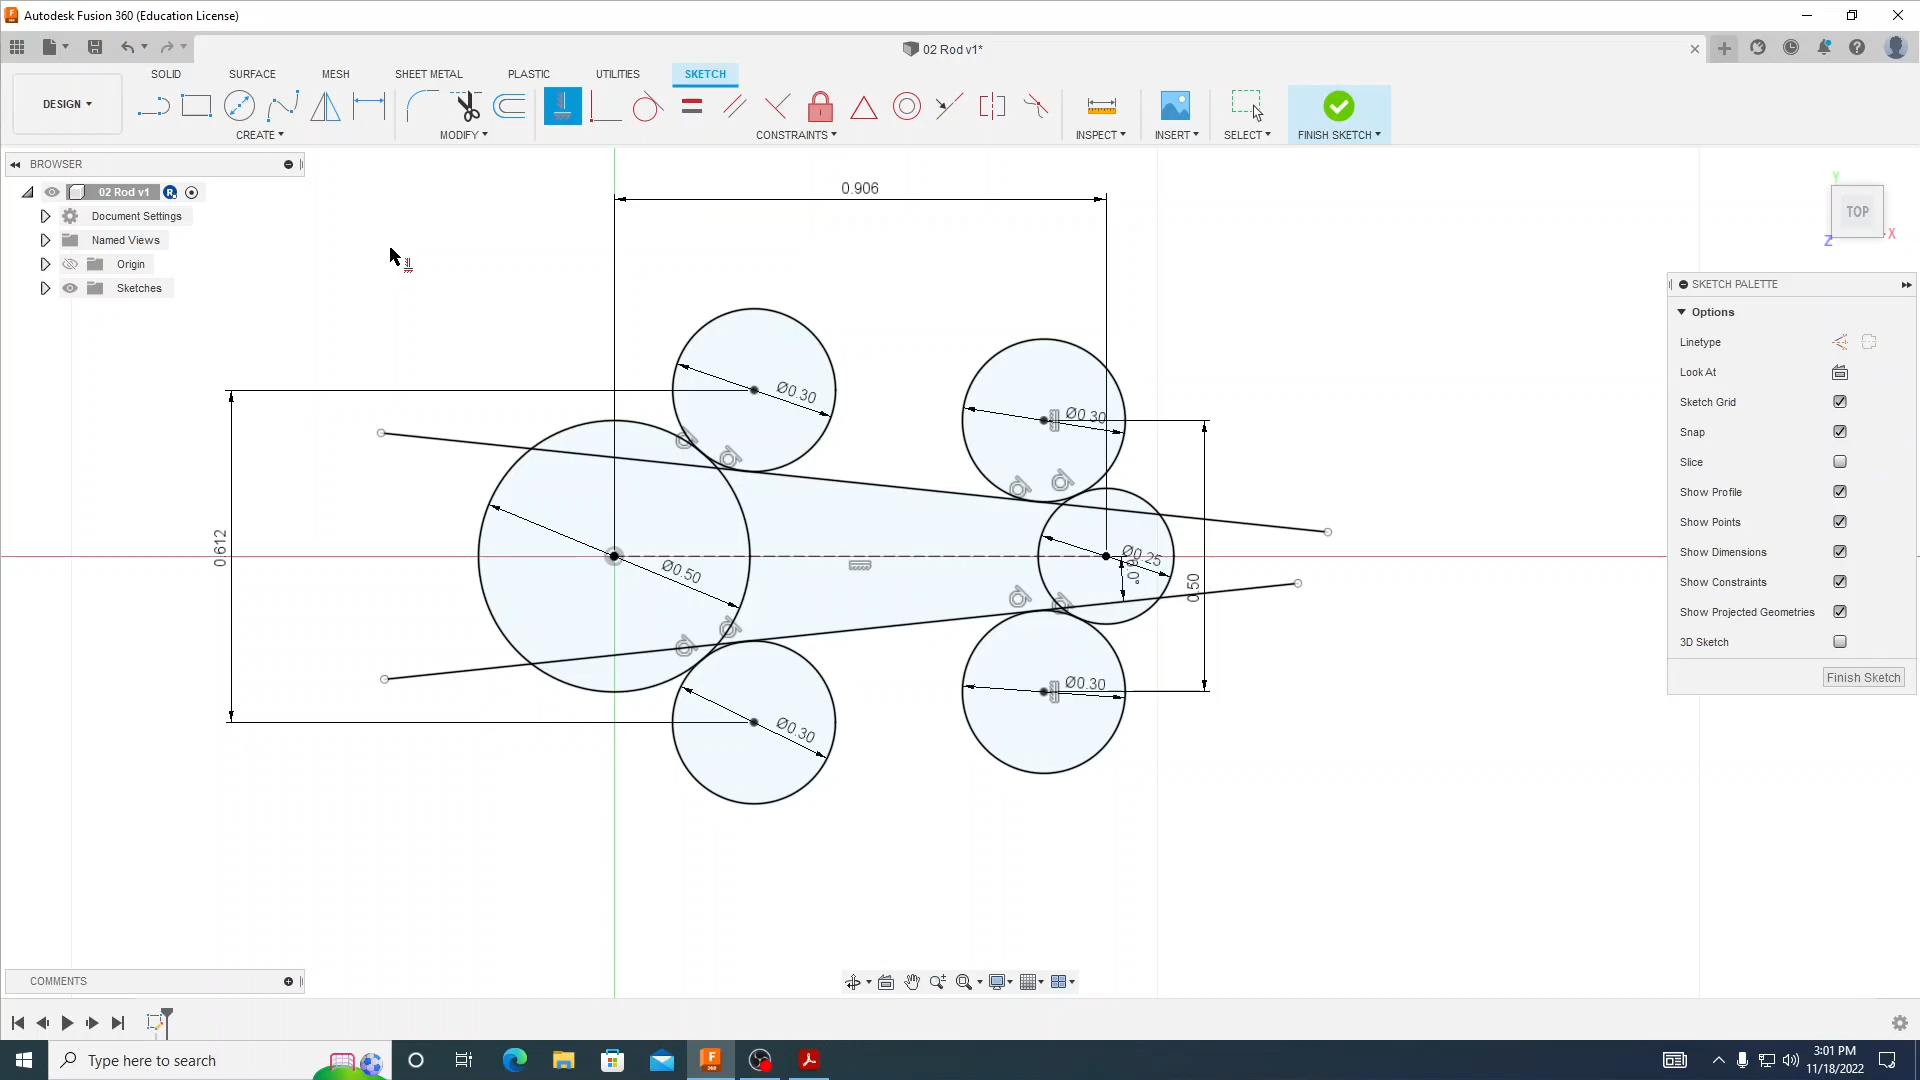 Autodesk Fusion 360 (Education License)
02 Rod v1*
SOLID SURFACE MESH SHEET METAL PLASTIC UTILITIES SKETCH
DESIGN
CREATE MODIFY CONSTRAINTS INSPECT INSERT SELECT FINISH SKETCH
BROWSER
02 Rod v1
Document Settings
Named Views
Origin
Sketches
0.906
Ø0.30
Ø0.30
0.612
Ø0.50
Ø0.25
0.50
Ø0.30
Ø0.30
Y
TOP
X
Z
SKETCH PALETTE
Options
Linetype
Look At
Sketch Grid
Snap
Slice
Show Profile
Show Points
Show Dimensions
Show Constraints
Show Projected Geometries
3D Sketch
Finish Sketch
COMMENTS
Type here to search
3:01 PM
11/18/2022